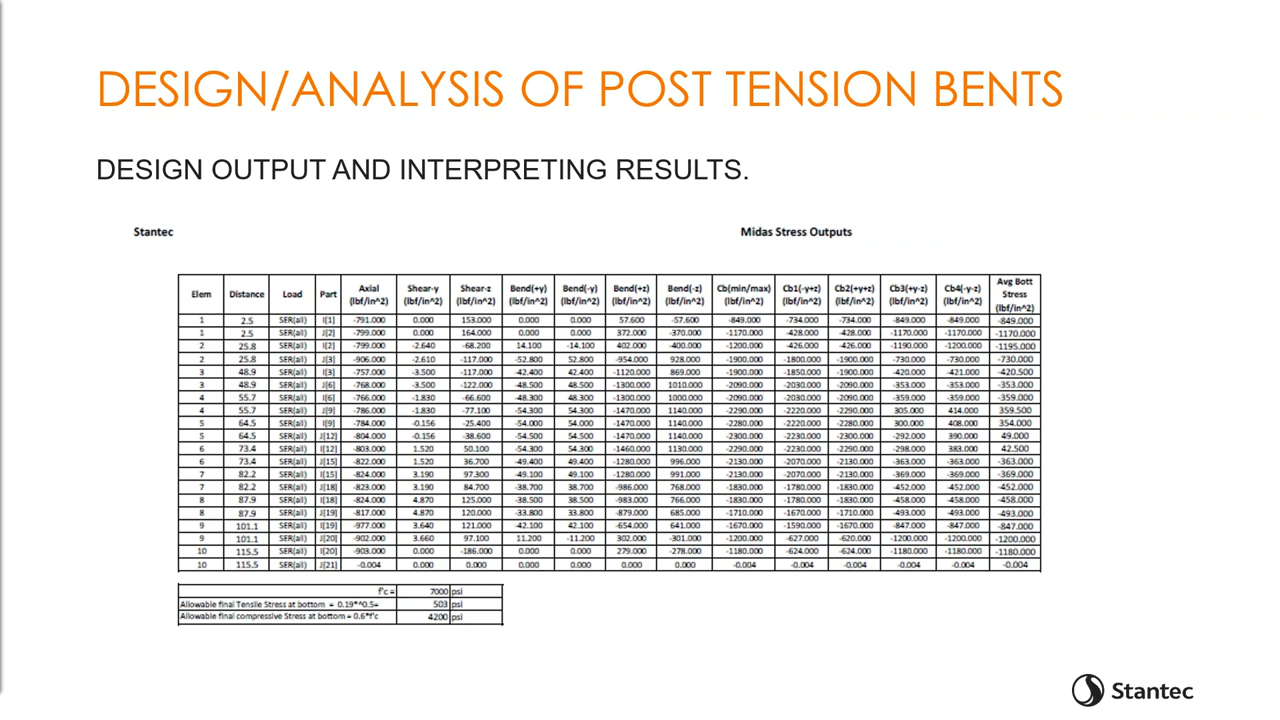 DESIGN/ANALYSIS OF POST TENSION BENTS
DESIGN OUTPUT AND INTERPRETING RESULTS.
Stantec Midas Stress Outputs
Elem Distance Load Part Axial (lbf/in^2) Shear-y (lbf/in^2) Shear-z (lbf/in^2) Bend(+y) (lbf/in^2) Bend(-y) (lbf/in^2) Bend(+z) (lbf/in^2) Bend(-z) (lbf/in^2) Cb(min/max) (lbf/in^2) Cb1(-y+z) (lbf/in^2) Cb2(+y+z) (lbf/in^2) Cb3(+y-z) (lbf/in^2) Cb4(-y-z) (lbf/in^2) Avg Bott Stress (lbf/in^2)
1 2.5 SER(all) I[1] -791.000 0.000 153.000 0.000 0.000 57.600 -57.600 -849.000 -734.000 -734.000 -849.000 -849.000 -849.000
1 2.5 SER(all) J[2] -799.000 0.000 164.000 0.000 0.000 372.000 -370.000 -1170.000 -428.000 -428.000 -1170.000 -1170.000 -1170.000
2 25.8 SER(all) I[2] -799.000 -2.640 -68.200 14.100 -14.100 402.000 -400.000 -1200.000 -426.000 -426.000 -1190.000 -1200.000 -1195.000
2 25.8 SER(all) J[3] -906.000 -2.610 -117.000 -52.800 52.800 -954.000 928.000 -1900.000 -1800.000 -1900.000 -730.000 -730.000 -730.000
3 48.9 SER(all) I[3] -757.000 -3.500 -117.000 -42.400 42.400 -1120.000 869.000 -1900.000 -1850.000 -1900.000 -420.000 -421.000 -420.500
3 48.9 SER(all) J[6] -768.000 -3.500 -122.000 -48.500 48.500 -1300.000 1010.000 -2090.000 -2030.000 -2090.000 -353.000 -353.000 -353.000
4 55.7 SER(all) I[6] -766.000 -1.830 -66.600 -48.300 48.300 -1300.000 1000.000 -2090.000 -2030.000 -2090.000 -359.000 -359.000 -359.000
4 55.7 SER(all) J[9] -786.000 -1.830 -77.100 -54.300 54.300 -1470.000 1140.000 -2290.000 -2220.000 -2290.000 305.000 414.000 359.500
5 64.5 SER(all) I[9] -784.000 -0.156 -25.400 -54.000 54.000 -1470.000 1140.000 -2280.000 -2220.000 -2280.000 300.000 408.000 354.000
5 64.5 SER(all) J[12] -804.000 -0.156 -38.600 -54.500 54.500 -1470.000 1140.000 -2300.000 -2230.000 -2300.000 -292.000 390.000 49.000
6 73.4 SER(all) I[12] -803.000 1.520 50.100 -54.300 54.300 -1460.000 1130.000 -2290.000 -2230.000 -2290.000 -298.000 383.000 42.500
6 73.4 SER(all) J[15] -822.000 1.520 36.700 -49.400 49.400 -1280.000 996.000 -2130.000 -2070.000 -2130.000 -363.000 -363.000 -363.000
7 82.2 SER(all) I[15] -824.000 3.190 97.300 -49.100 49.100 -1280.000 991.000 -2130.000 -2070.000 -2130.000 -369.000 -369.000 -369.000
7 82.2 SER(all) J[18] -823.000 3.190 84.700 -38.700 38.700 -986.000 768.000 -1830.000 -1780.000 -1830.000 -452.000 -452.000 -452.000
8 87.9 SER(all) I[18] -824.000 4.870 125.000 -38.500 38.500 -983.000 766.000 -1830.000 -1780.000 -1830.000 -458.000 -458.000 -458.000
8 87.9 SER(all) J[19] -817.000 4.870 120.000 -33.800 33.800 -879.000 685.000 -1710.000 -1670.000 -1710.000 -493.000 -493.000 -493.000
9 101.1 SER(all) I[19] -977.000 3.640 121.000 -42.100 42.100 -654.000 641.000 -1670.000 -1590.000 -1670.000 -847.000 -847.000 -847.000
9 101.1 SER(all) J[20] -902.000 3.660 97.100 11.200 -11.200 302.000 -301.000 -1200.000 -627.000 -620.000 -1200.000 -1200.000 -1200.000
10 115.5 SER(all) I[20] -903.000 0.000 -186.000 0.000 0.000 279.000 -278.000 -1180.000 -624.000 -624.000 -1180.000 -1180.000 -1180.000
10 115.5 SER(all) J[21] -0.004 0.000 0.000 0.000 0.000 0.000 0.000 -0.004 -0.004 -0.004 -0.004 -0.004 -0.004
f'c= 7000 psi
Allowable final Tensile Stress at bottom = 0.19*^0.5= 503 psi
Allowable final compressive Stress at bottom = 0.6*f'c 4200 psi
Stantec